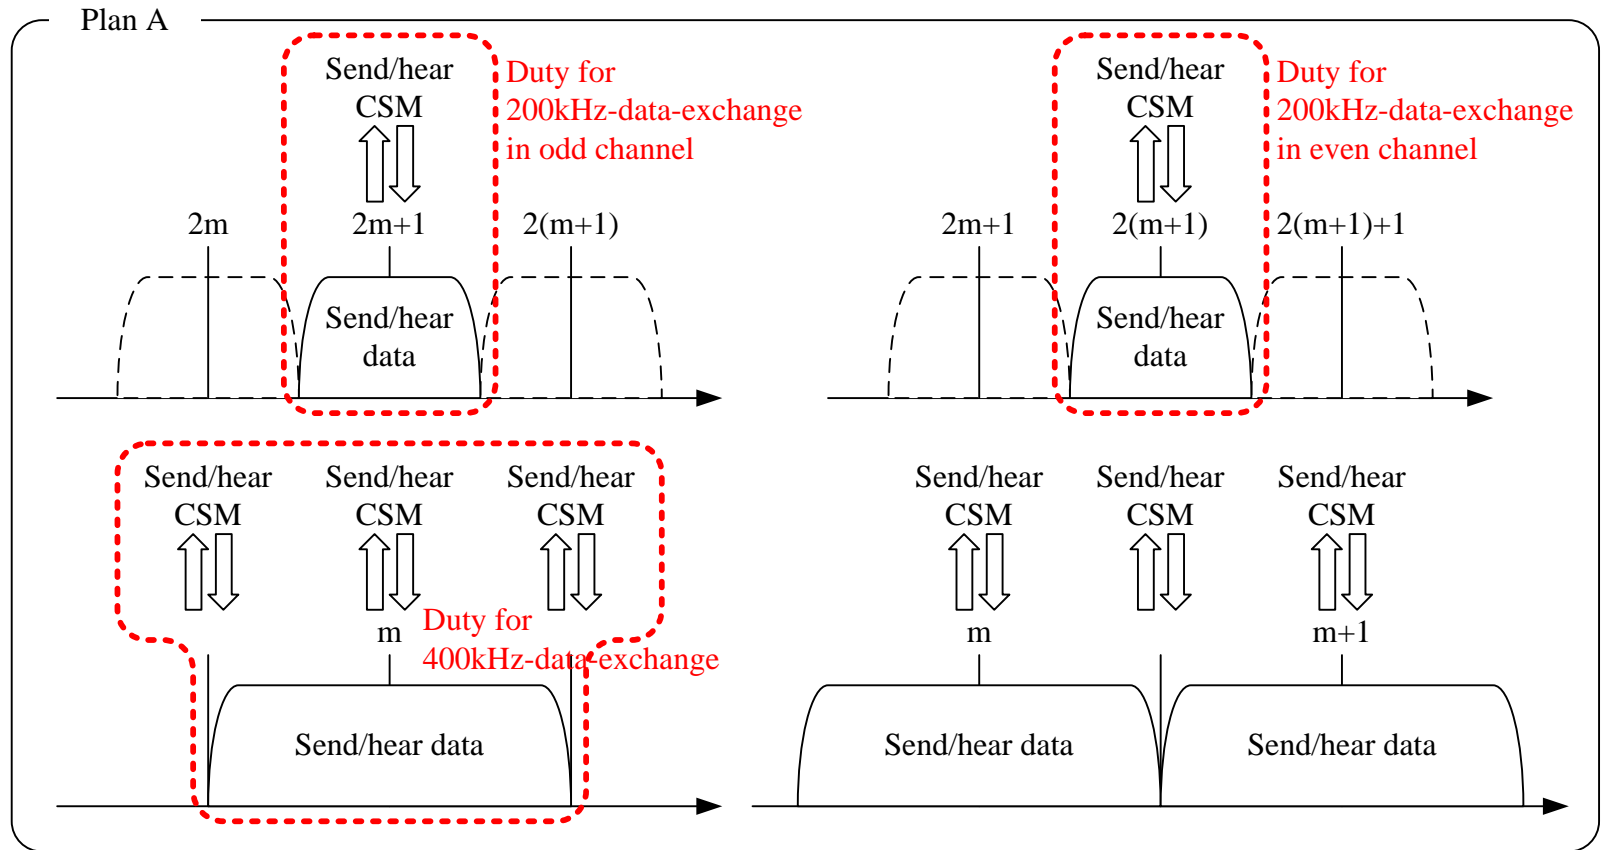 Plan A
Send/hear
CSM
Duty for
200kHz-data-exchange
in odd channel
2m
2m+1
2(m+1)
Send/hear
data
Send/hear
CSM
Duty for
200kHz-data-exchange
in even channel
2m+1
2(m+1)
2(m+1)+1
Send/hear
data
Send/hear
CSM
Send/hear
CSM
Send/hear
CSM
m
Duty for
400kHz-data-exchange
Send/hear data
Send/hear
CSM
Send/hear
CSM
Send/hear
CSM
m
m+1
Send/hear data
Send/hear data